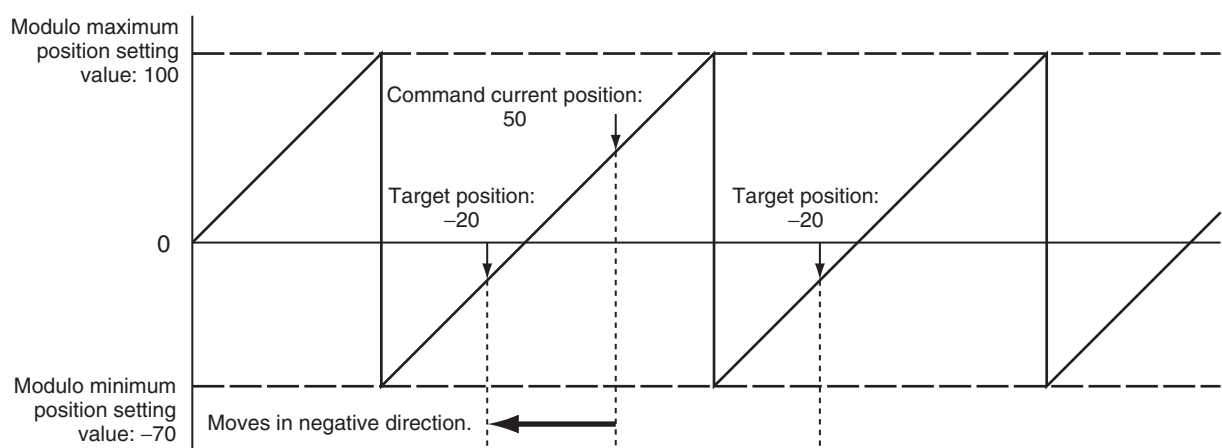 Modulo maximum
position setting
value: 100
Command current position:
50
Target position:
−20
Target position:
−20
0
Modulo minimum
position setting
value: −70
Moves in negative direction.